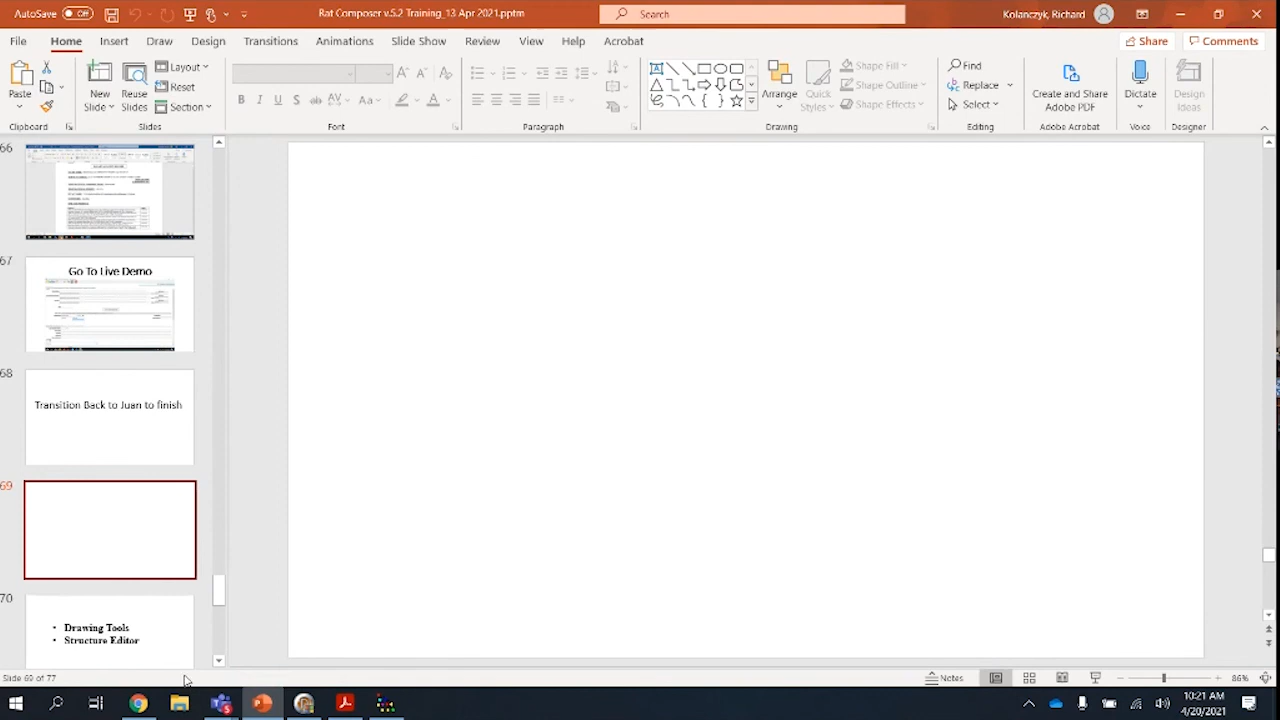 AutoSave Off Rat Composer v.5.2 Training_13 Apr 2021.pptm Search Kolanczyk, Richard
File Home Insert Draw Design Transitions Animations Slide Show Review View Help Acrobat Share Comments
Paste New Slide Reuse Slides Layout Reset Section
B I U S ab AV Aa A
Arrange Quick Styles Shape Fill Shape Outline Shape Effects
Find Replace Select
Create and Share Adobe PDF Dictate Design Ideas
Clipboard Slides Font Paragraph Drawing Editing Adobe Acrobat Voice Designer
66
67
Go To Live Demo
68
Transition Back to Juan to finish
69
70
• Drawing Tools
• Structure Editor
Slide 69 of 77 Notes 86%
10:21 AM
4/20/2021